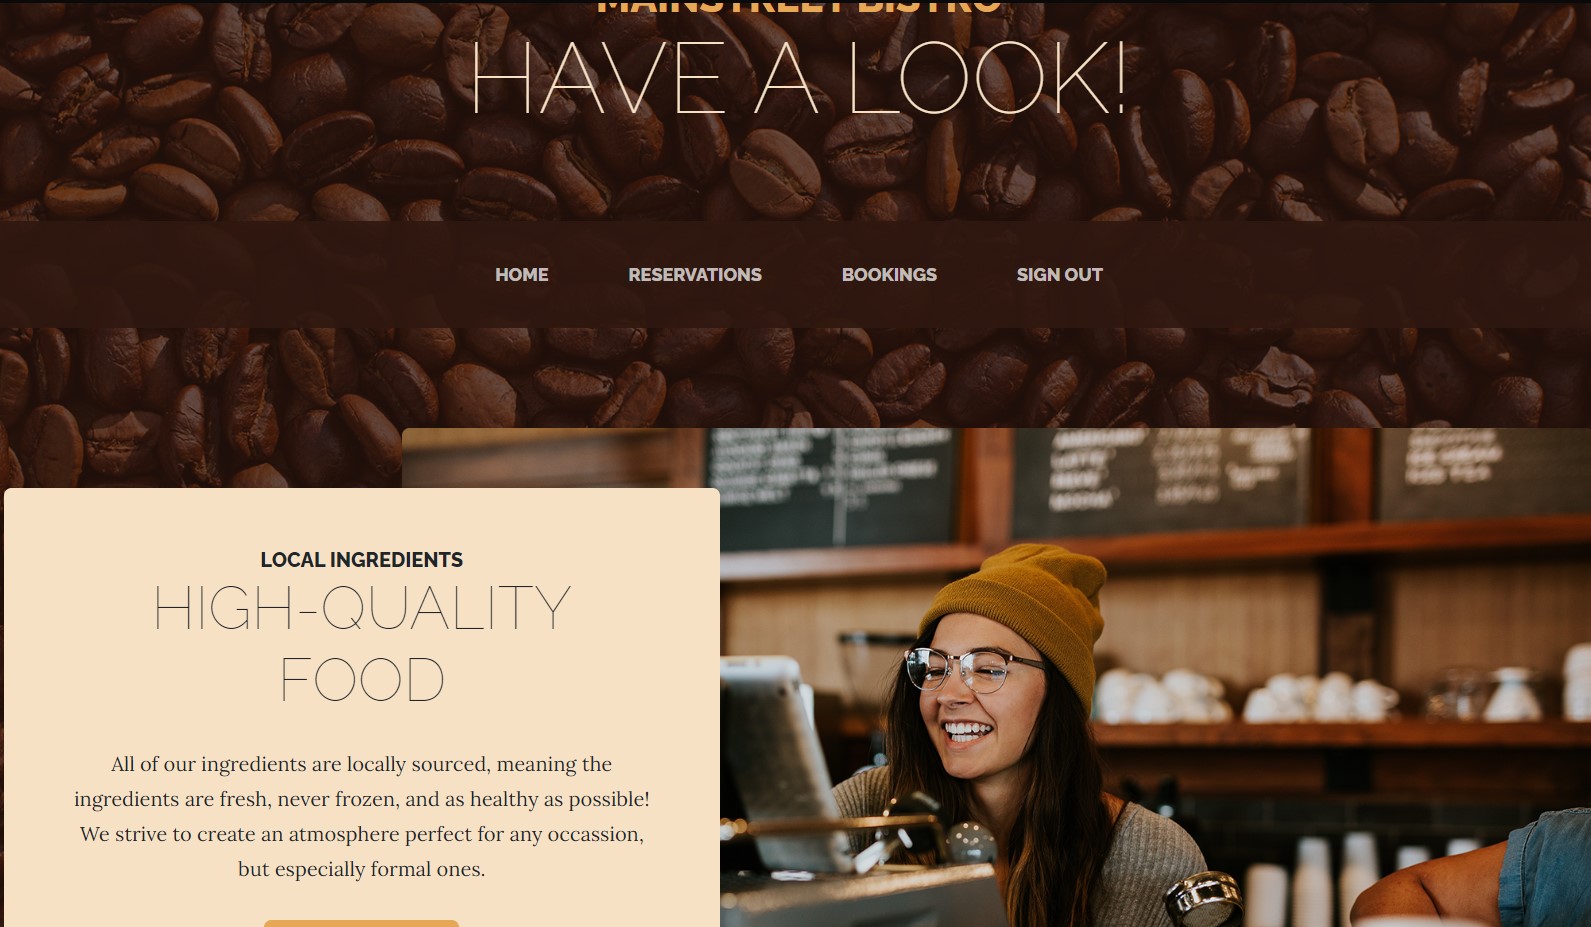 MAINSTREET BISTRO
HAVE A LOOK!
HOME RESERVATIONS BOOKINGS SIGN OUT
LOCAL INGREDIENTS
HIGH-QUALITY
FOOD
All of our ingredients are locally sourced, meaning the
ingredients are fresh, never frozen, and as healthy as possible!
We strive to create an atmosphere perfect for any occassion,
but especially formal ones.